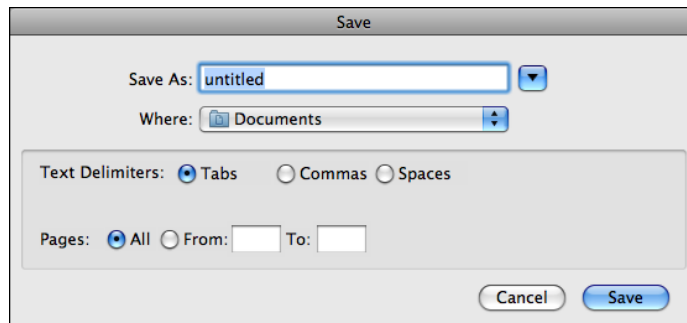 Save
Save As: untitled
Where: Documents
Text Delimiters: Tabs Commas Spaces
Pages: All From: To:
Cancel Save